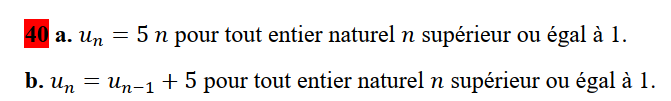 40 a. uₙ = 5 n pour tout entier naturel n supérieur ou égal à 1.
b. uₙ = uₙ₋₁ + 5 pour tout entier naturel n supérieur ou égal à 1.